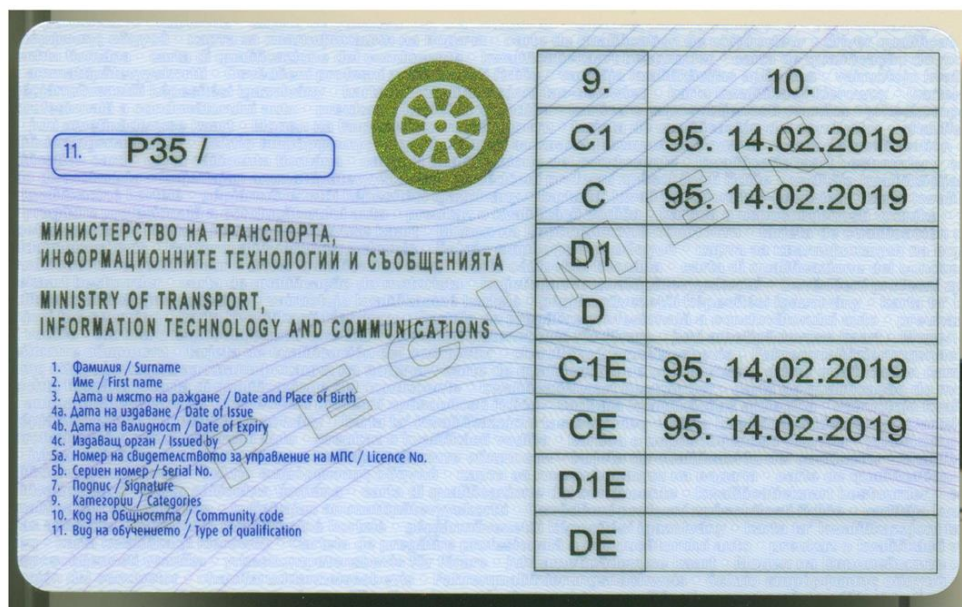 11. P35 /
МИНИСТЕРСТВО НА ТРАНСПОРТА,
ИНФОРМАЦИОННИТЕ ТЕХНОЛОГИИ И СЪОБЩЕНИЯТА
MINISTRY OF TRANSPORT,
INFORMATION TECHNOLOGY AND COMMUNICATIONS
1. Фамилия / Surname
2. Име / First name
3. Дата и място на раждане / Date and Place of Birth
4a. Дата на издаване / Date of Issue
4b. Дата на валидност / Date of Expiry
4c. Издаващ орган / Issued by
5a. Номер на свидетелството за управление на МПС / Licence No.
5b. Сериен номер / Serial No.
7. Подпис / Signature
9. Категории / Categories
10. Код на Общността / Community code
11. Вид на обучението / Type of qualification
9. 10.
C1 95. 14.02.2019
C 95. 14.02.2019
D1
D
C1E 95. 14.02.2019
CE 95. 14.02.2019
D1E
DE
SPECIMEN